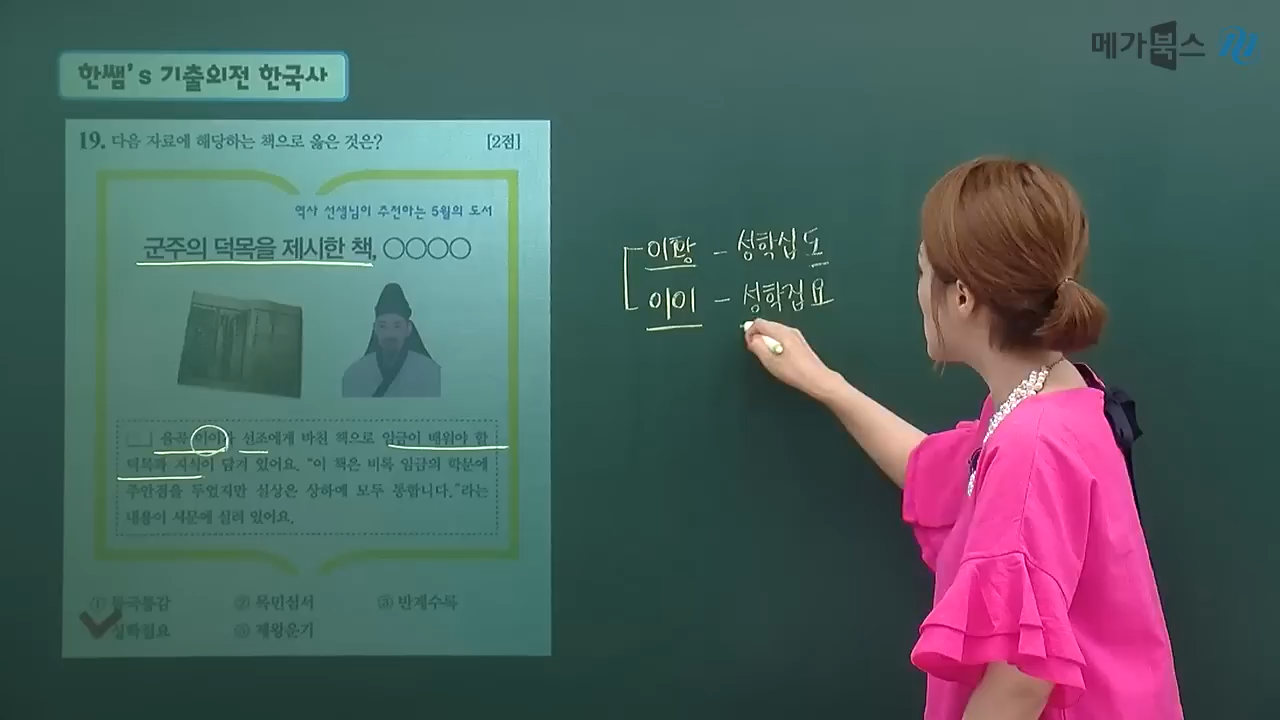 메가북스
한쌤's 기출외전 한국사
19. 다음 자료에 해당하는 책으로 옳은 것은? [2점]
역사 선생님이 추천하는 5월의 도서
군주의 덕목을 제시한 책, ○○○○
율곡 이이가 선조에게 바친 책으로 임금이 배워야 할
덕목과 지식이 담겨 있어요. "이 책은 비록 임금의 학문에
주안점을 두었지만 실상은 상하에 모두 통합니다."라는
내용이 서문에 실려 있어요.
① 동국통감 ② 목민심서 ③ 반계수록
성학집요 ⑤ 제왕운기
이황 - 성학십도
이이 - 성학집요